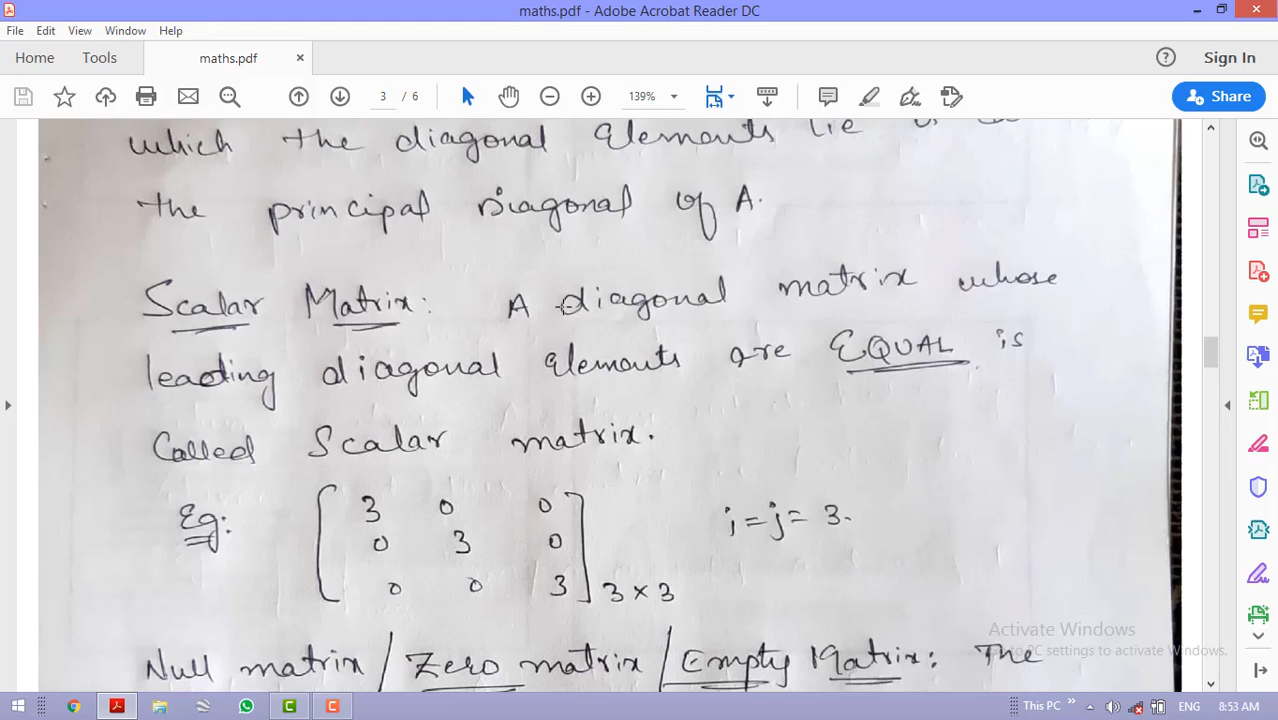 maths.pdf - Adobe Acrobat Reader DC
File Edit View Window Help
Home Tools maths.pdf × Sign In
3 / 6 139% Share
which the diagonal elements lie
the principal Diagonal of A.
Scalar Matrix: A diagonal matrix whose
leading diagonal elements are EQUAL is
Called Scalar matrix.
Eg: 3 0 0 i = j = 3.
0 3 0
0 0 3 3 × 3
Null matrix / Zero matrix / Empty Matrix: The
Activate Windows
Go to PC settings to activate Windows.
This PC » ENG 8:53 AM